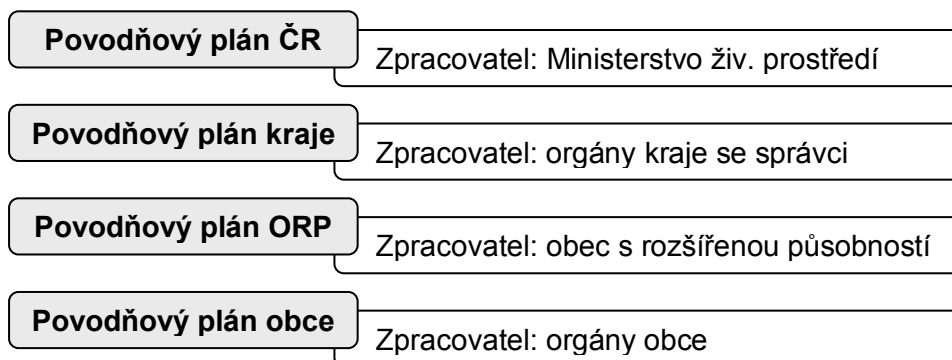 Povodňový plán ČR
Zpracovatel: Ministerstvo živ. prostředí
Povodňový plán kraje
Zpracovatel: orgány kraje se správci
Povodňový plán ORP
Zpracovatel: obec s rozšířenou působností
Povodňový plán obce
Zpracovatel: orgány obce